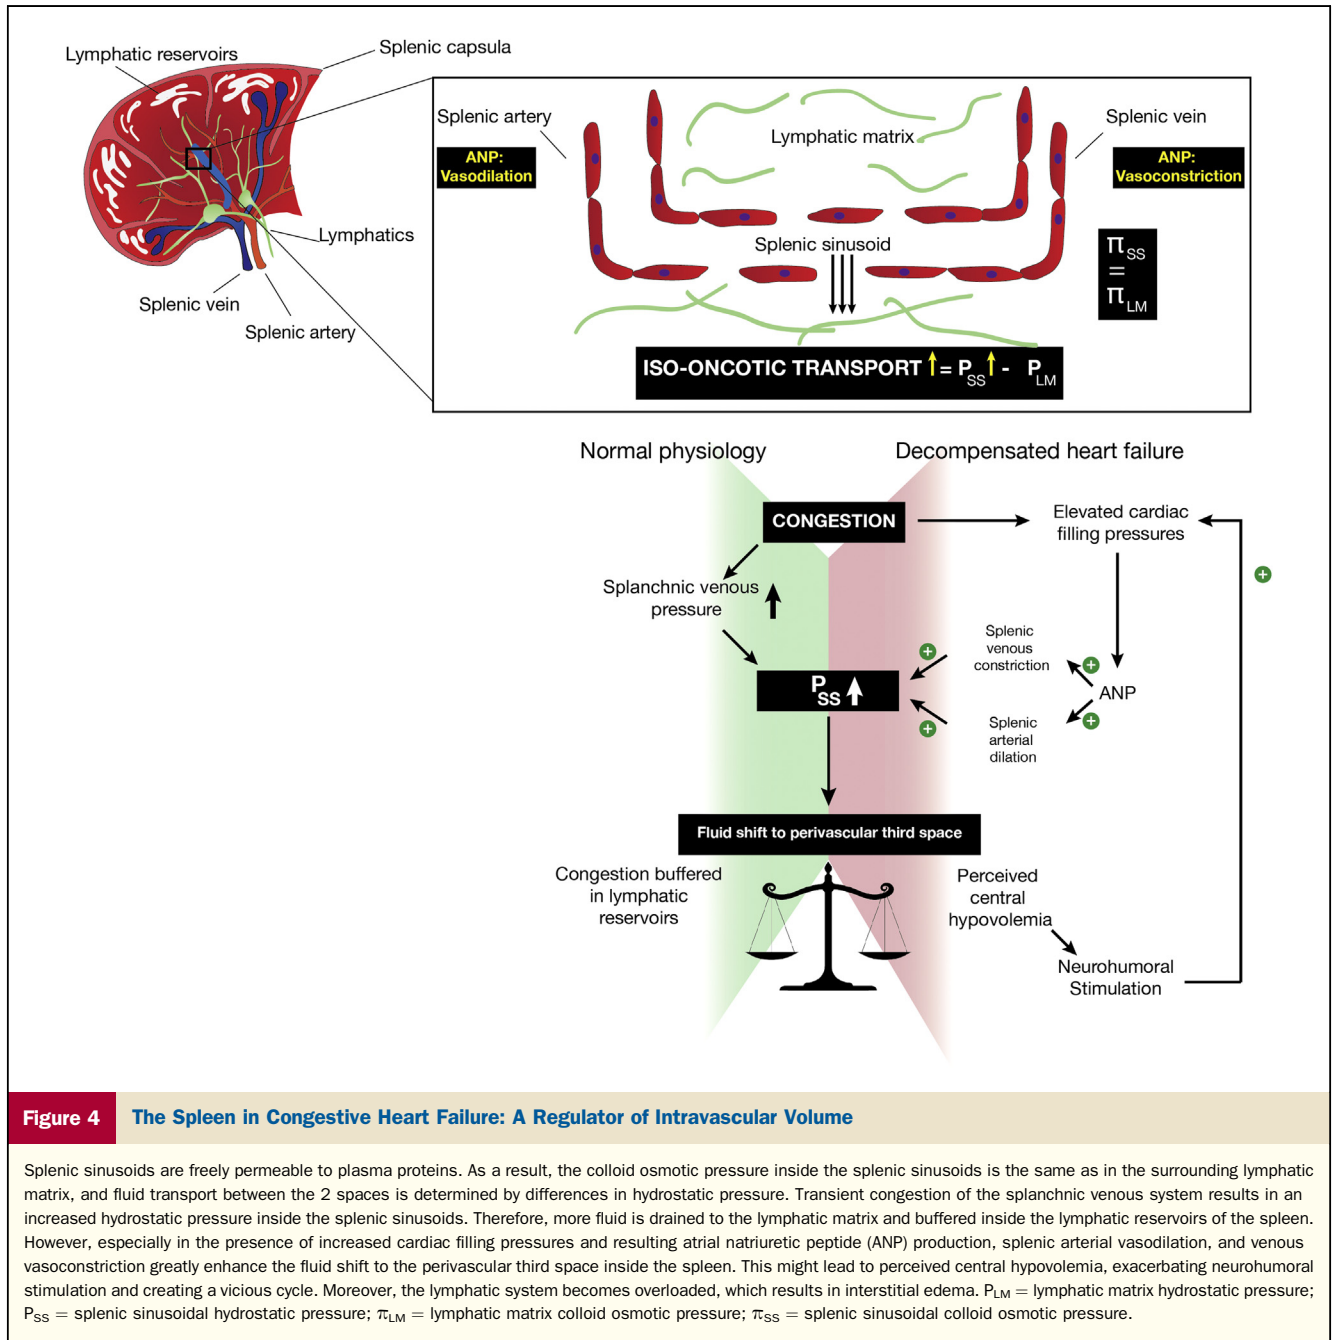 Lymphatic reservoirs
Splenic capsula
Splenic artery
ANP:
Vasodilation
Lymphatic matrix
Splenic vein
ANP:
Vasoconstriction
Lymphatics
Splenic vein
Splenic artery
Splenic sinusoid
πSS
=
πLM
ISO-ONCOTIC TRANSPORT ↑ = PSS ↑ - PLM
Normal physiology
Decompensated heart failure
CONGESTION
Elevated cardiac
filling pressures
+
Splanchnic venous
pressure ↑
Splenic
venous
constriction
+
+
PSS ↑
ANP
+
+
Splenic
arterial
dilation
Fluid shift to perivascular third space
Congestion buffered
in lymphatic
reservoirs
Perceived
central
hypovolemia
Neurohumoral
Stimulation
Figure 4 The Spleen in Congestive Heart Failure: A Regulator of Intravascular Volume
Splenic sinusoids are freely permeable to plasma proteins. As a result, the colloid osmotic pressure inside the splenic sinusoids is the same as in the surrounding lymphatic
matrix, and fluid transport between the 2 spaces is determined by differences in hydrostatic pressure. Transient congestion of the splanchnic venous system results in an
increased hydrostatic pressure inside the splenic sinusoids. Therefore, more fluid is drained to the lymphatic matrix and buffered inside the lymphatic reservoirs of the spleen.
However, especially in the presence of increased cardiac filling pressures and resulting atrial natriuretic peptide (ANP) production, splenic arterial vasodilation, and venous
vasoconstriction greatly enhance the fluid shift to the perivascular third space inside the spleen. This might lead to perceived central hypovolemia, exacerbating neurohumoral
stimulation and creating a vicious cycle. Moreover, the lymphatic system becomes overloaded, which results in interstitial edema. PLM = lymphatic matrix hydrostatic pressure;
PSS = splenic sinusoidal hydrostatic pressure; πLM = lymphatic matrix colloid osmotic pressure; πSS = splenic sinusoidal colloid osmotic pressure.